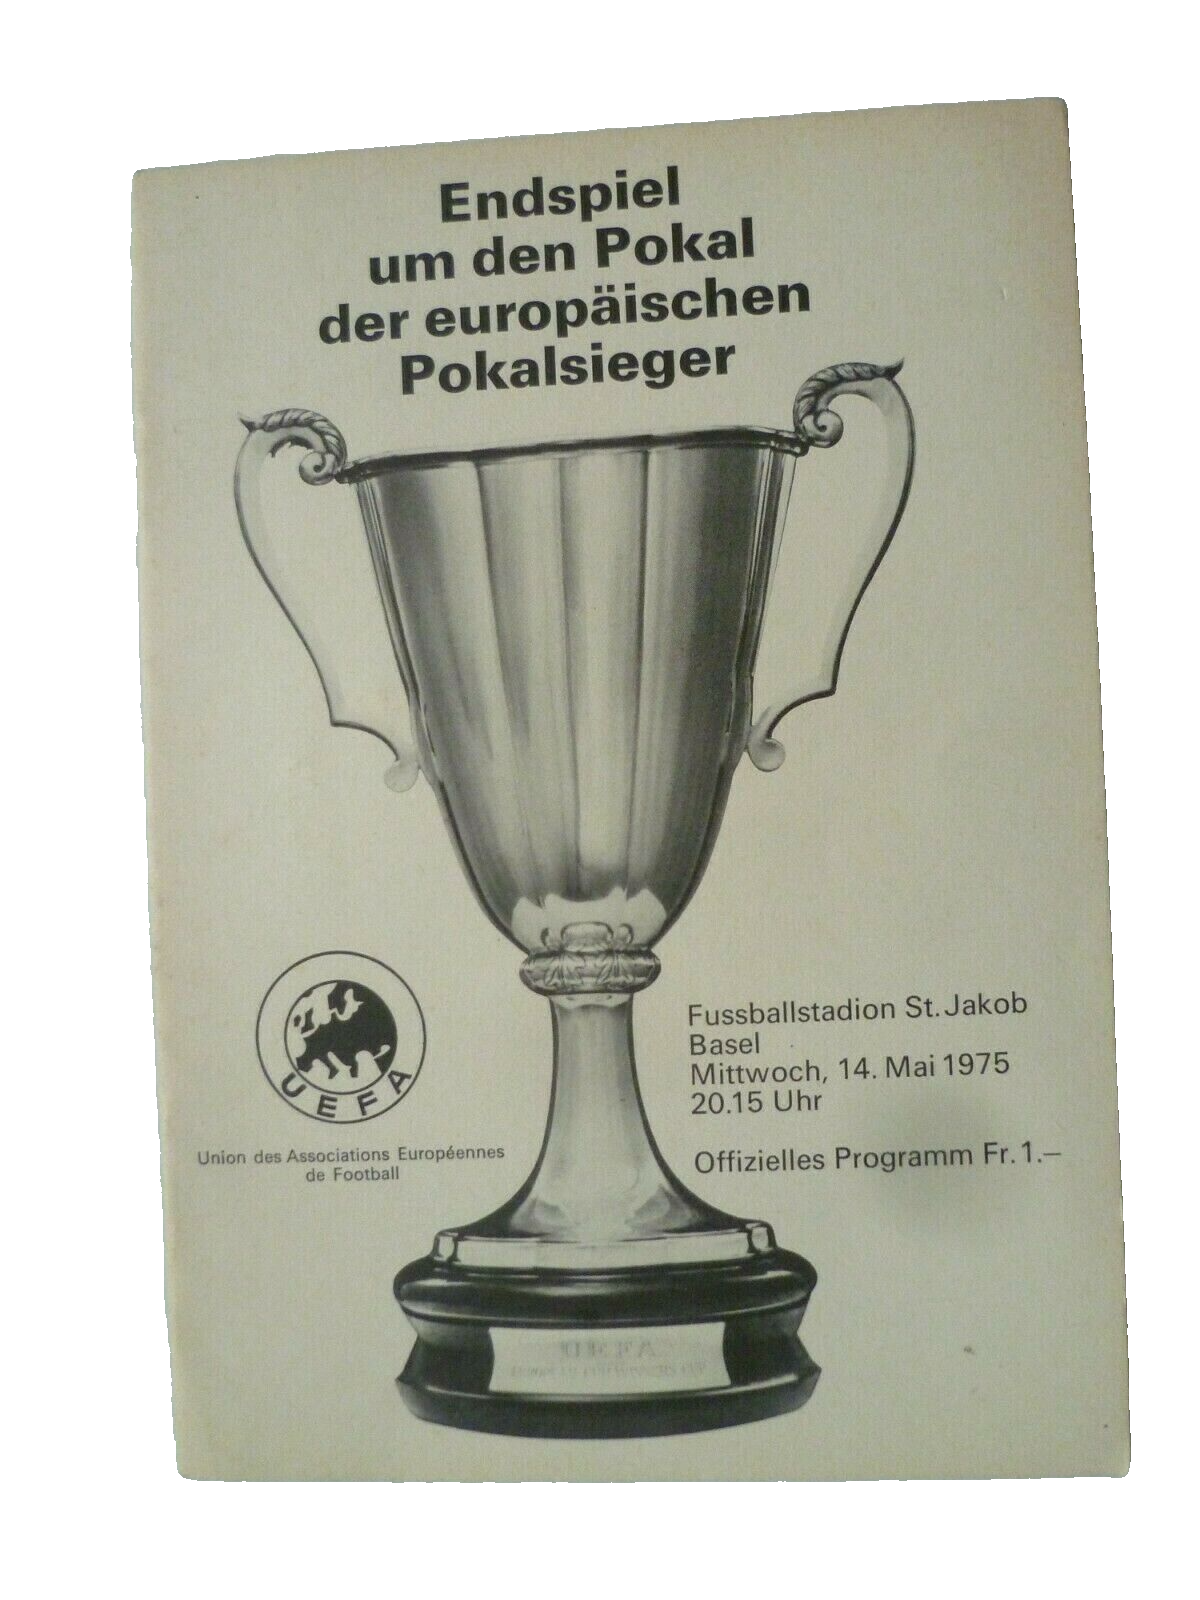 Endspiel
um den Pokal
der europäischen
Pokalsieger
UEFA
Union des Associations Européennes
de Football
Fussballstadion St. Jakob
Basel
Mittwoch, 14. Mai 1975
20.15 Uhr
Offizielles Programm Fr. 1.–
UEFA